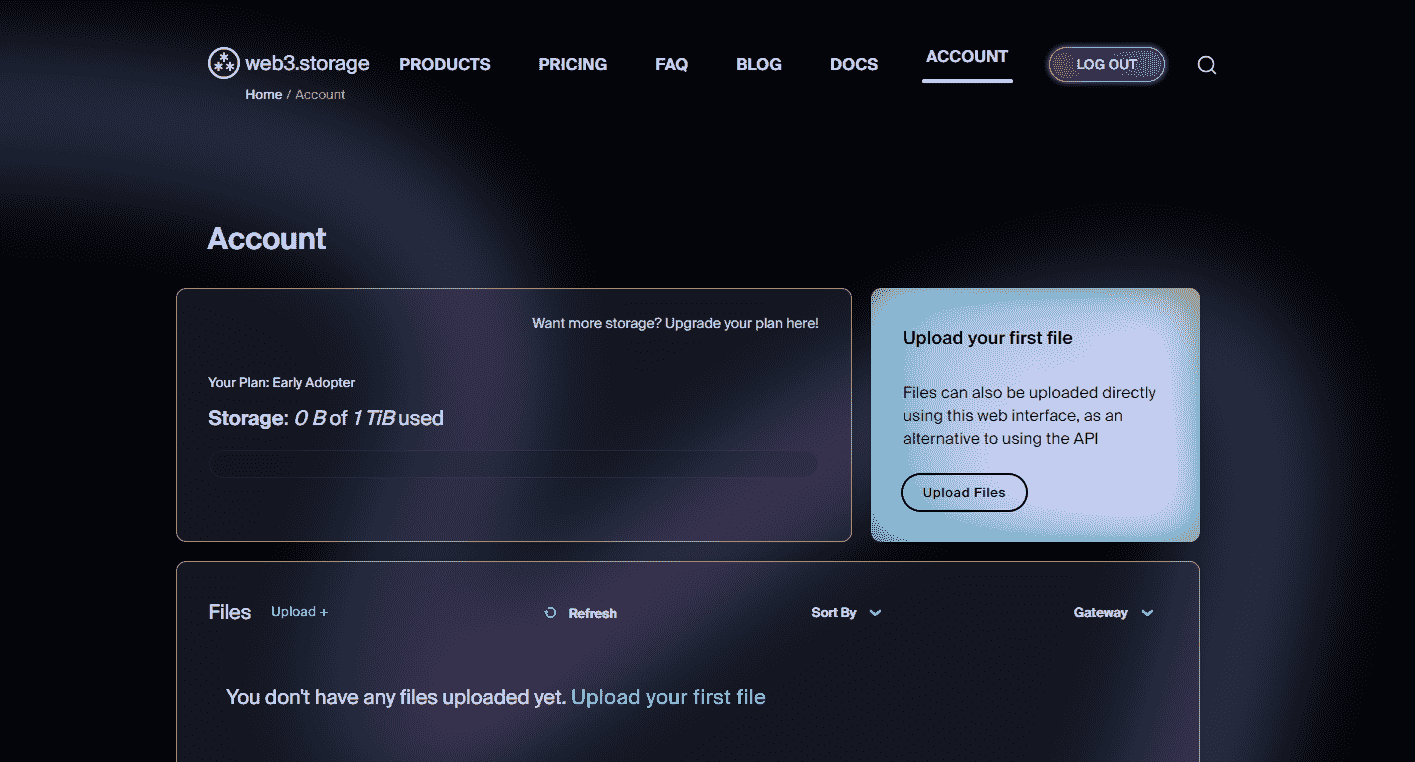 web3.storage PRODUCTS PRICING FAQ BLOG DOCS ACCOUNT LOG OUT
Home / Account
Account
Want more storage? Upgrade your plan here!
Your Plan: Early Adopter
Storage: 0 B of 1 TiB used
Upload your first file
Files can also be uploaded directly
using this web interface, as an
alternative to using the API
Upload Files
Files Upload + Refresh Sort By Gateway
You don't have any files uploaded yet. Upload your first file